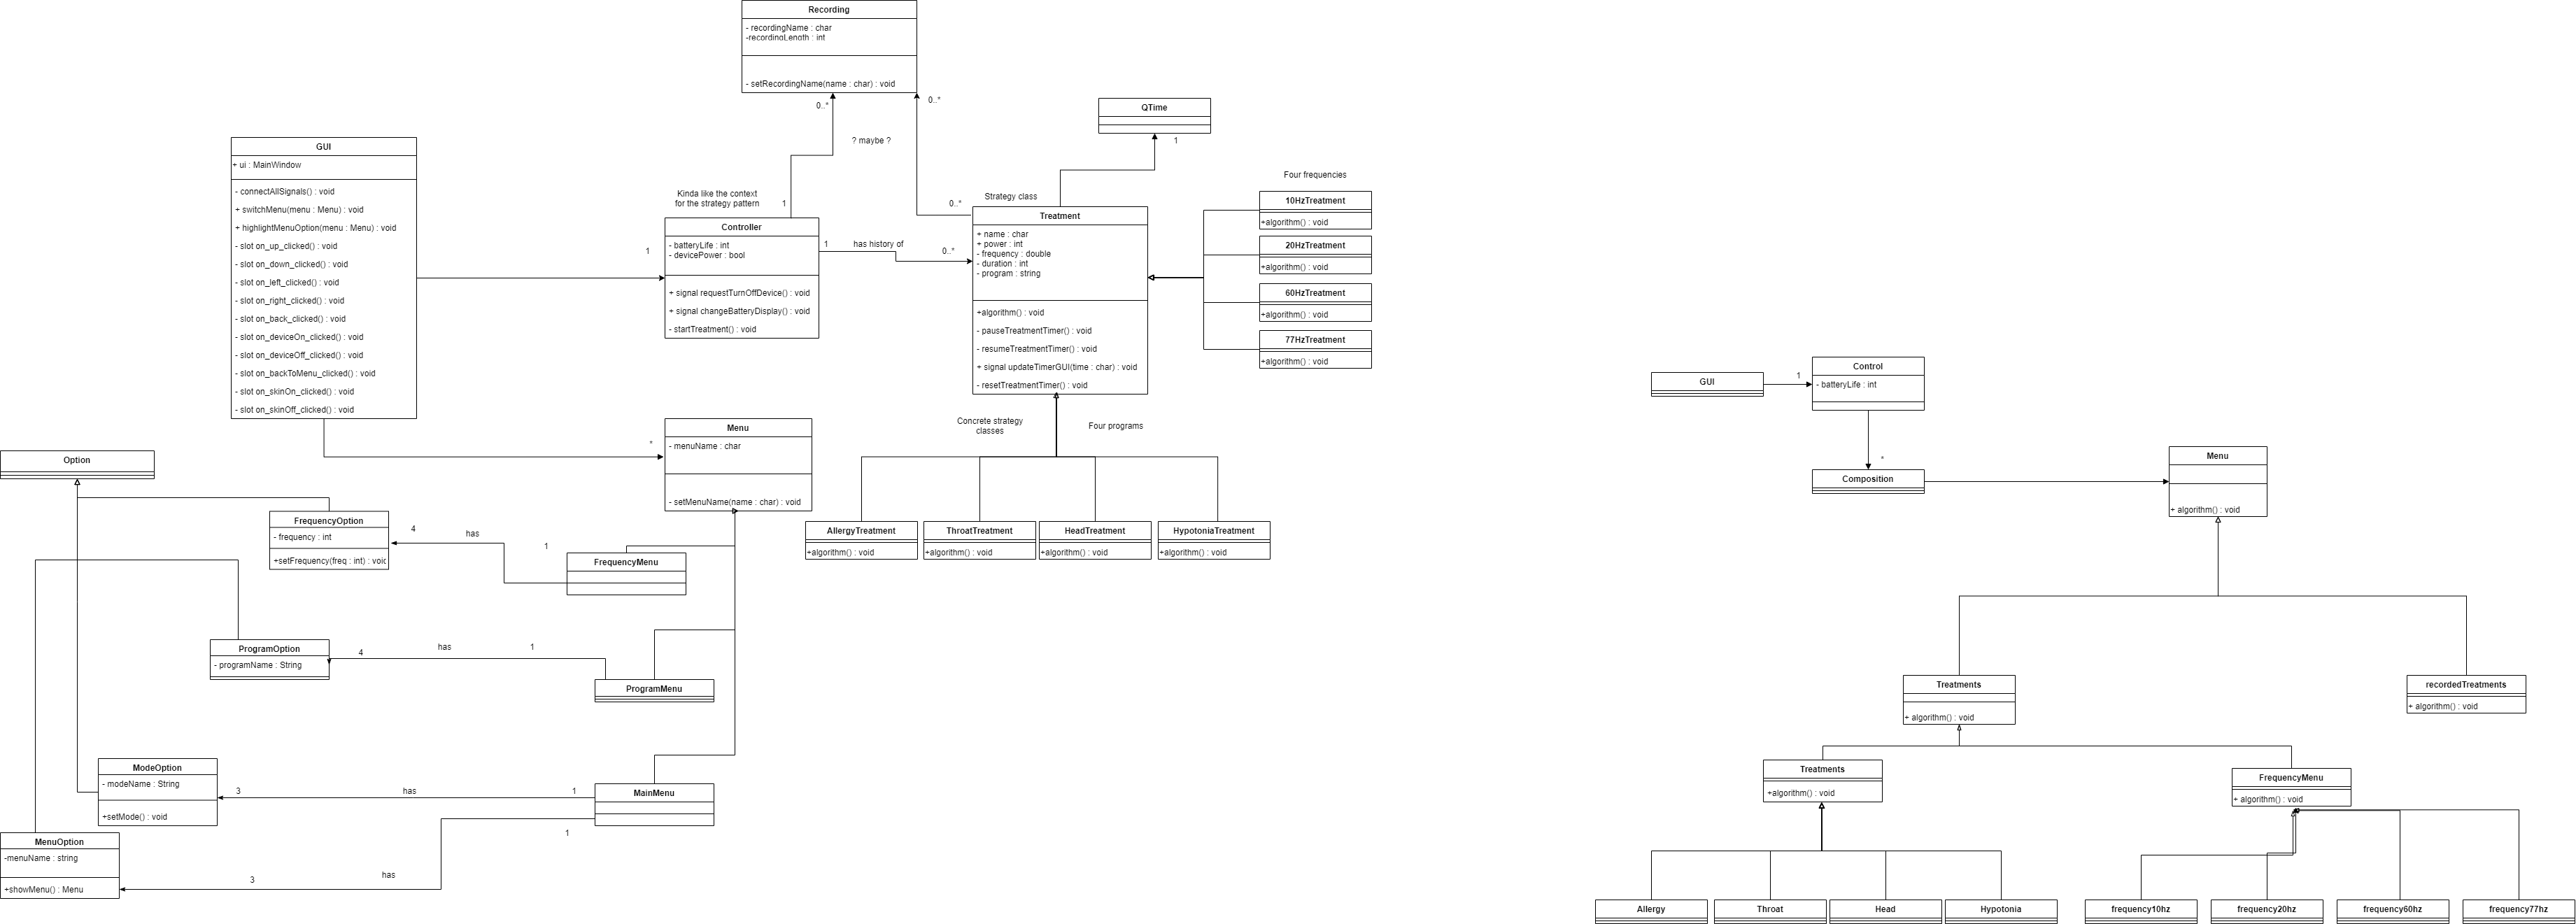 Recording
- recordingName : char
-recordingLength : int
- setRecordingName(name : char) : void
0..*
0..*
? maybe ?
QTime
1
GUI
+ ui : MainWindow
- connectAllSignals() : void
+ switchMenu(menu : Menu) : void
+ highlightMenuOption(menu : Menu) : void
- slot on_up_clicked() : void
- slot on_down_clicked() : void
- slot on_left_clicked() : void
- slot on_right_clicked() : void
- slot on_back_clicked() : void
- slot on_deviceOn_clicked() : void
- slot on_deviceOff_clicked() : void
- slot on_backToMenu_clicked() : void
- slot on_skinOn_clicked() : void
- slot on_skinOff_clicked() : void
1
Kinda like the context
for the strategy pattern
1
Controller
- batteryLife : int
- devicePower : bool
+ signal requestTurnOffDevice() : void
+ signal changeBatteryDisplay() : void
- startTreatment() : void
1
has history of
0..*
0..*
Strategy class
Treatment
+ name : char
+ power : int
- frequency : double
- duration : int
- program : string
+algorithm() : void
- pauseTreatmentTimer() : void
- resumeTreatmentTimer() : void
+ signal updateTimerGUI(time : char) : void
- resetTreatmentTimer() : void
Four frequencies
10HzTreatment
+algorithm() : void
20HzTreatment
+algorithm() : void
60HzTreatment
+algorithm() : void
77HzTreatment
+algorithm() : void
Concrete strategy
classes
Four programs
AllergyTreatment
+algorithm() : void
ThroatTreatment
+algorithm() : void
HeadTreatment
+algorithm() : void
HypotoniaTreatment
+algorithm() : void
*
Menu
- menuName : char
- setMenuName(name : char) : void
Option
FrequencyOption
- frequency : int
+setFrequency(freq : int) : voic
4
has
1
FrequencyMenu
ProgramOption
- programName : String
4
has
1
ProgramMenu
ModeOption
- modeName : String
+setMode() : void
3
has
1
MainMenu
1
MenuOption
-menuName : string
+showMenu() : Menu
3
has
GUI
1
Control
- batteryLife : int
*
Composition
Menu
+ algorithm() : void
Treatments
+ algorithm() : void
recordedTreatments
+ algorithm() : void
Treatments
+algorithm() : void
FrequencyMenu
+ algorithm() : void
Allergy
Throat
Head
Hypotonia
frequency10hz
frequency20hz
frequency60hz
frequency77hz